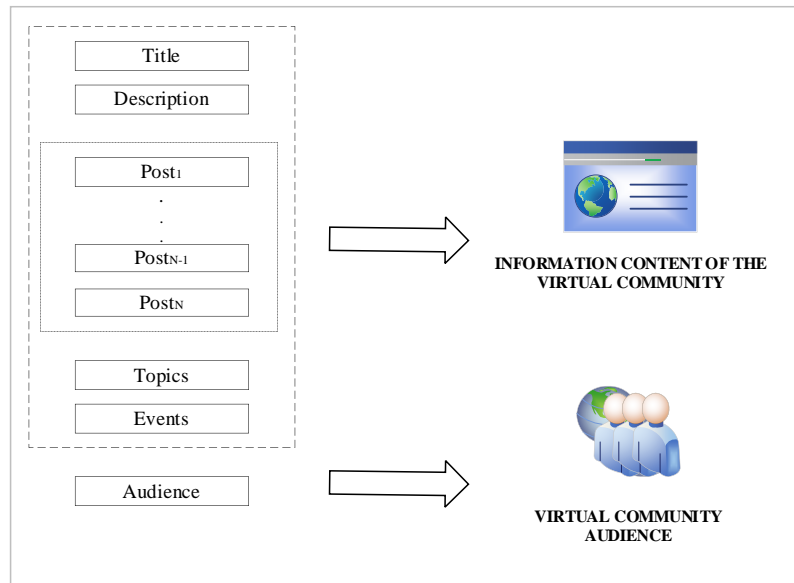 Title
Description
Post1
.
.
.
PostN-1
PostN
Topics
Events
Audience
INFORMATION CONTENT OF THE
VIRTUAL COMMUNITY
VIRTUAL COMMUNITY
AUDIENCE